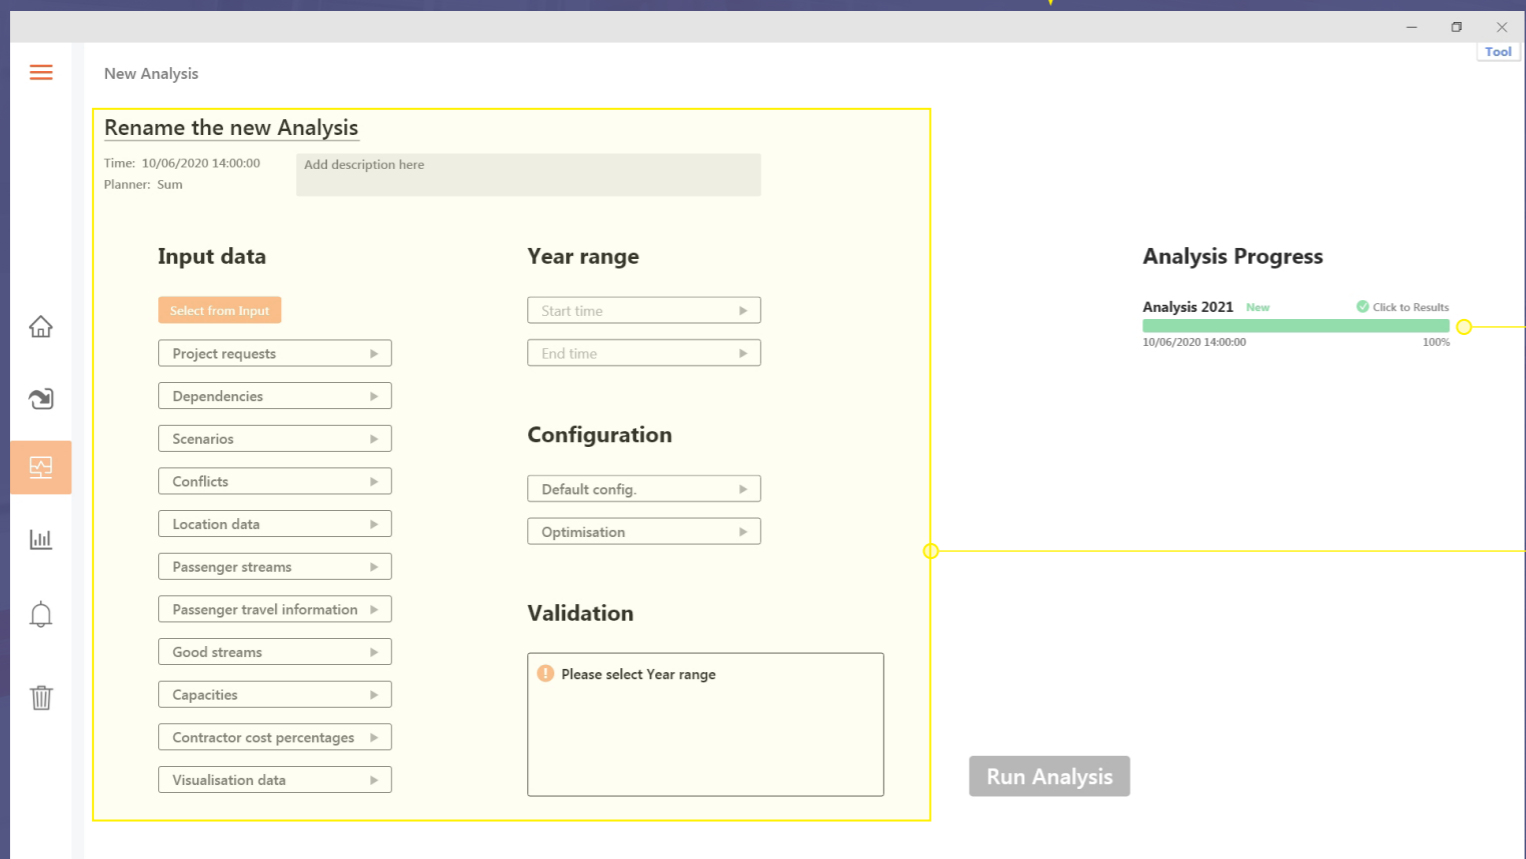 Tool
New Analysis
Rename the new Analysis
Time: 10/06/2020 14:00:00
Planner: Sum
Add description here
Input data
Select from Input
Project requests
Dependencies
Scenarios
Conflicts
Location data
Passenger streams
Passenger travel information
Good streams
Capacities
Contractor cost percentages
Visualisation data
Year range
Start time
End time
Configuration
Default config.
Optimisation
Validation
! Please select Year range
Analysis Progress
Analysis 2021 New Click to Results
10/06/2020 14:00:00 100%
Run Analysis